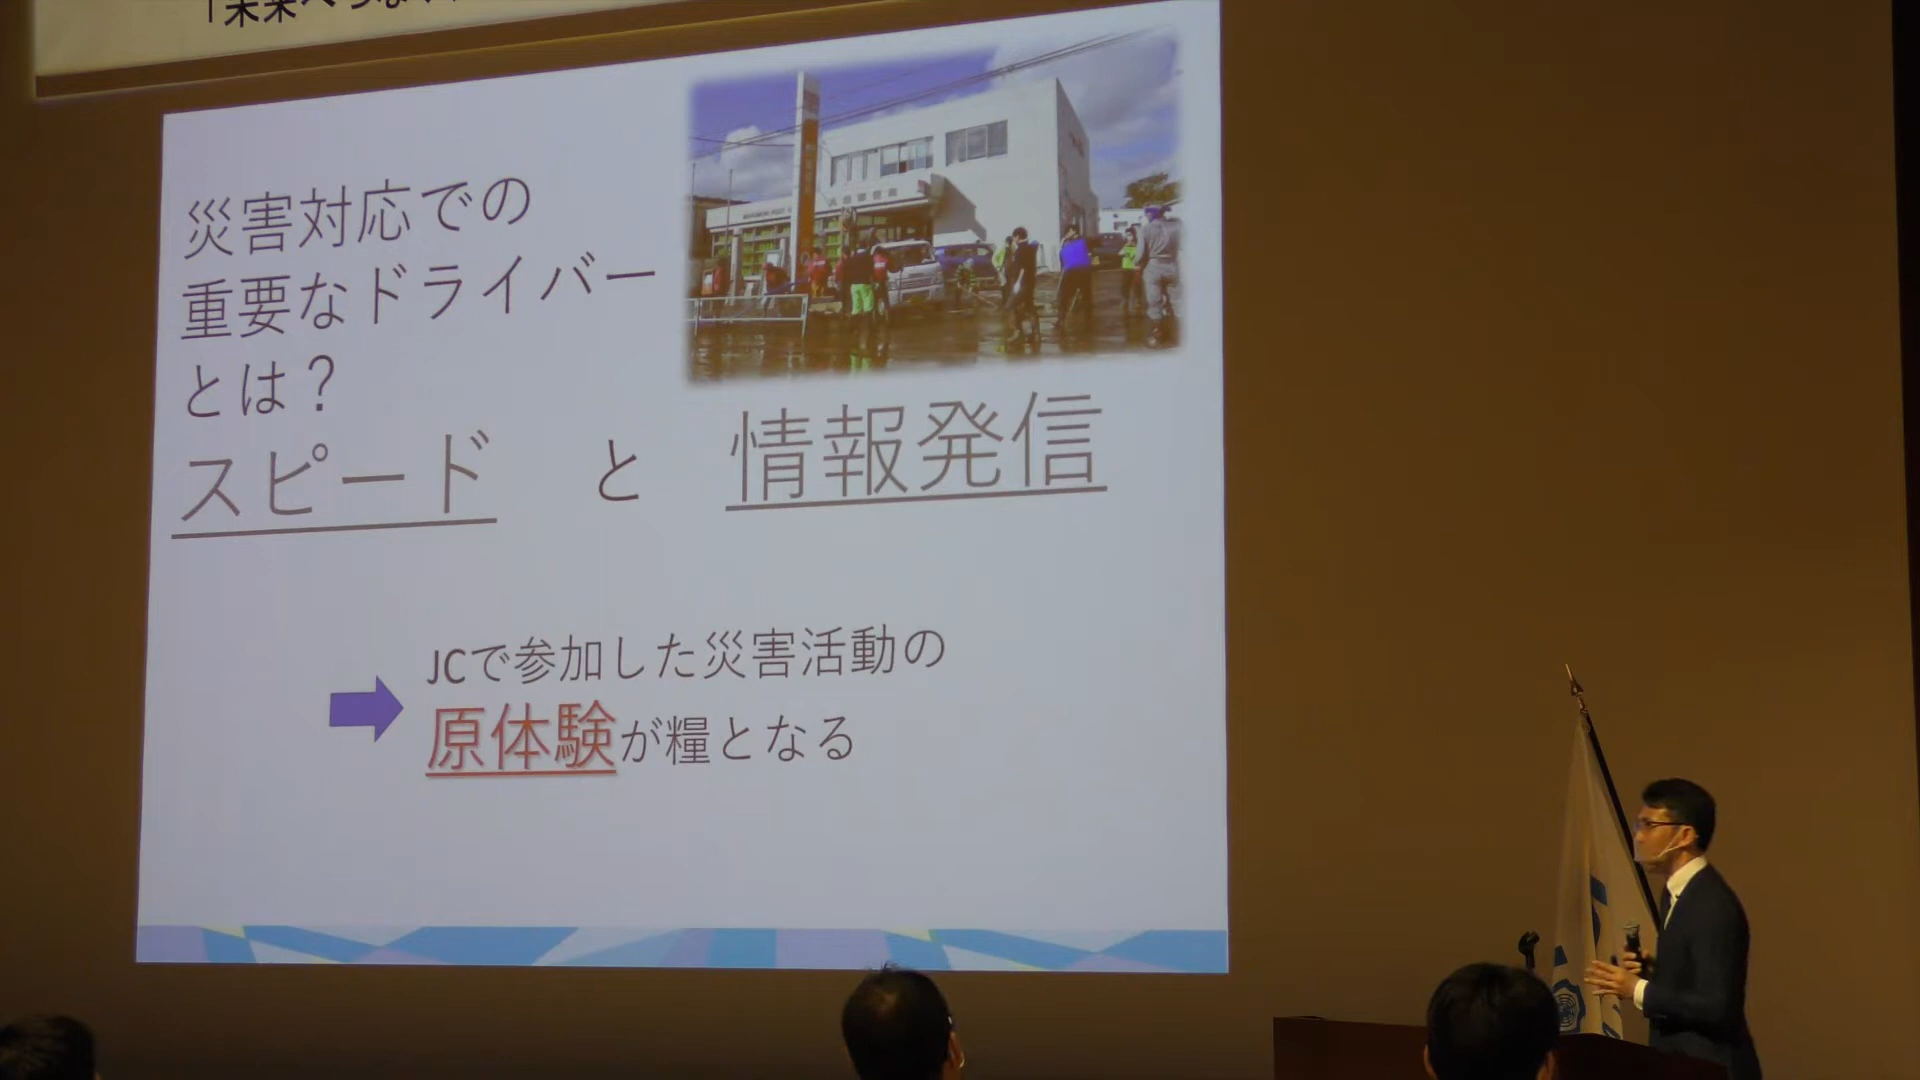 災害対応での
重要なドライバー
とは？
スピード と 情報発信
JCで参加した災害活動の
原体験が糧となる